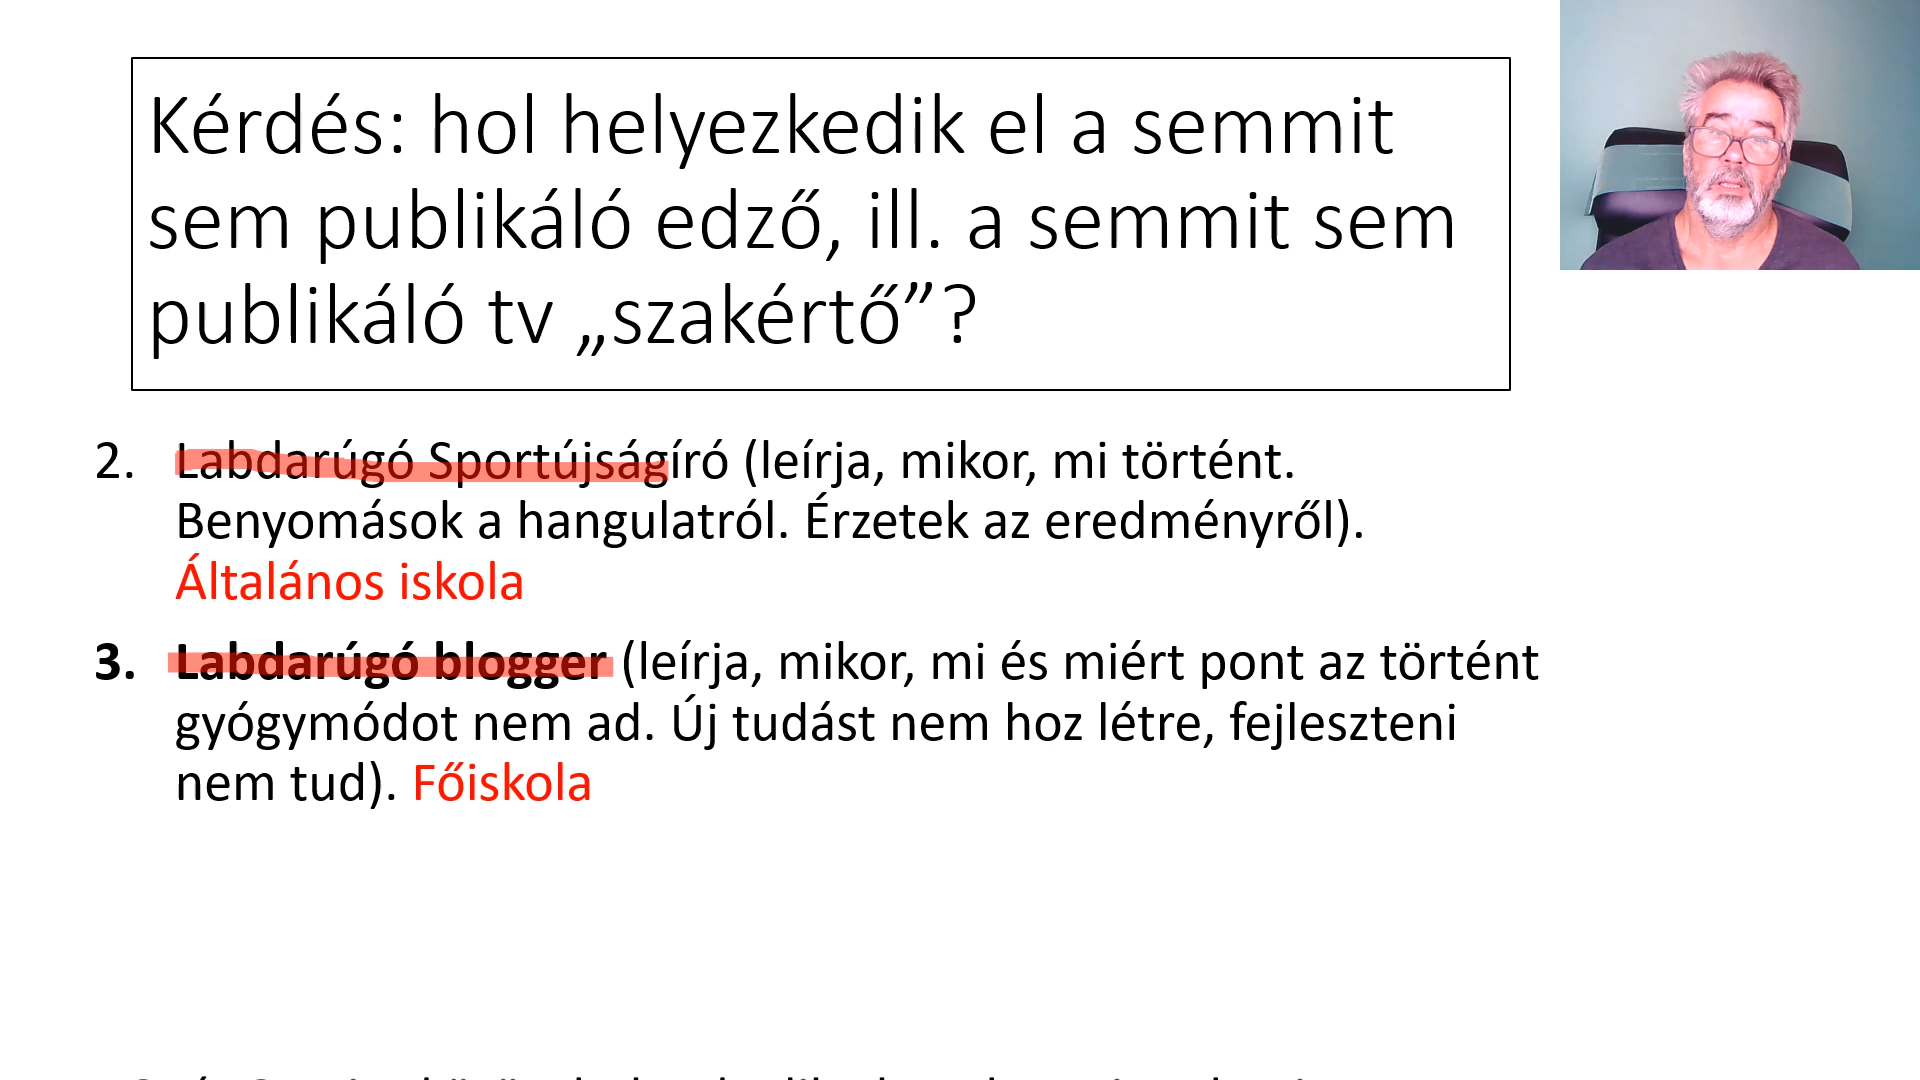 Kérdés: hol helyezkedik el a semmit
sem publikáló edző, ill. a semmit sem
publikáló tv „szakértő”?
2. Labdarúgó Sportújságíró (leírja, mikor, mi történt.
Benyomások a hangulatról. Érzetek az eredményről).
Általános iskola
3. Labdarúgó blogger (leírja, mikor, mi és miért pont az történt
gyógymódot nem ad. Új tudást nem hoz létre, fejleszteni
nem tud). Főiskola